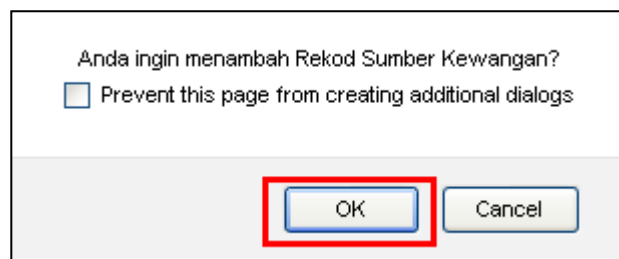 Anda ingin menambah Rekod Sumber Kewangan?
Prevent this page from creating additional dialogs
OK Cancel